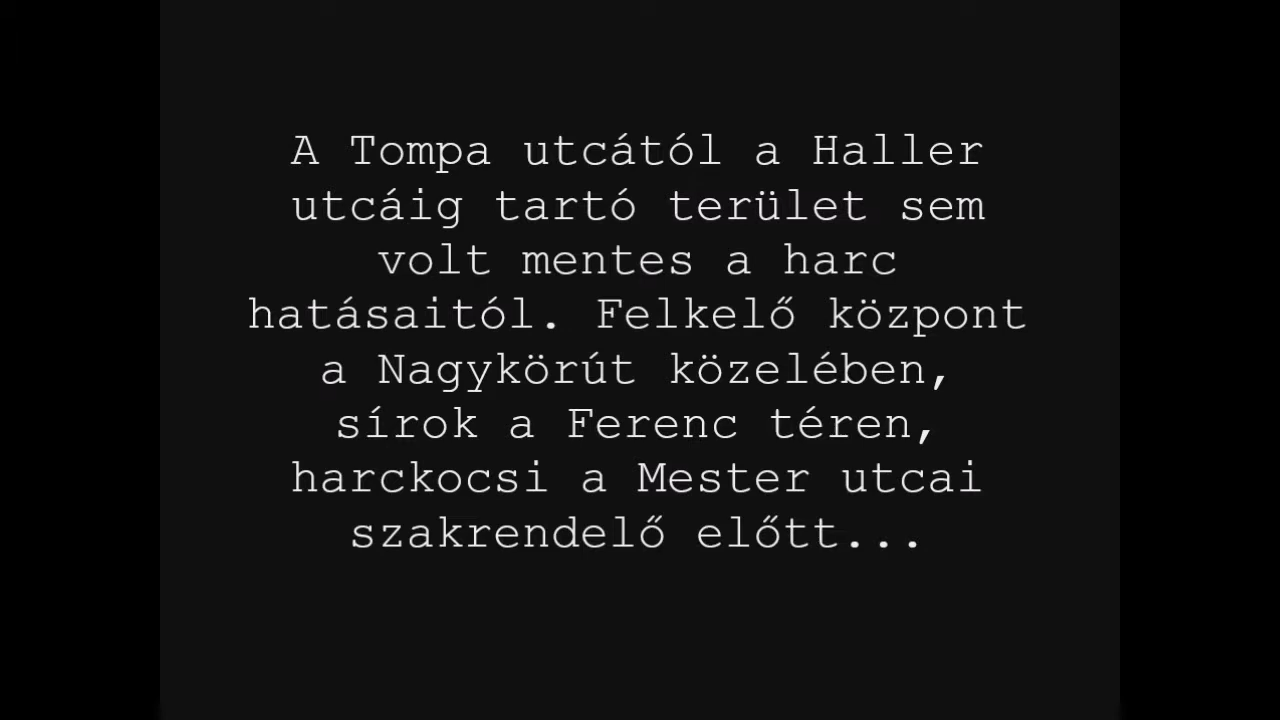 A Tompa utcától a Haller
utcáig tartó terület sem
volt mentes a harc
hatásaitól. Felkelő központ
a Nagykörút közelében,
sírok a Ferenc téren,
harckocsi a Mester utcai
szakrendelő előtt...